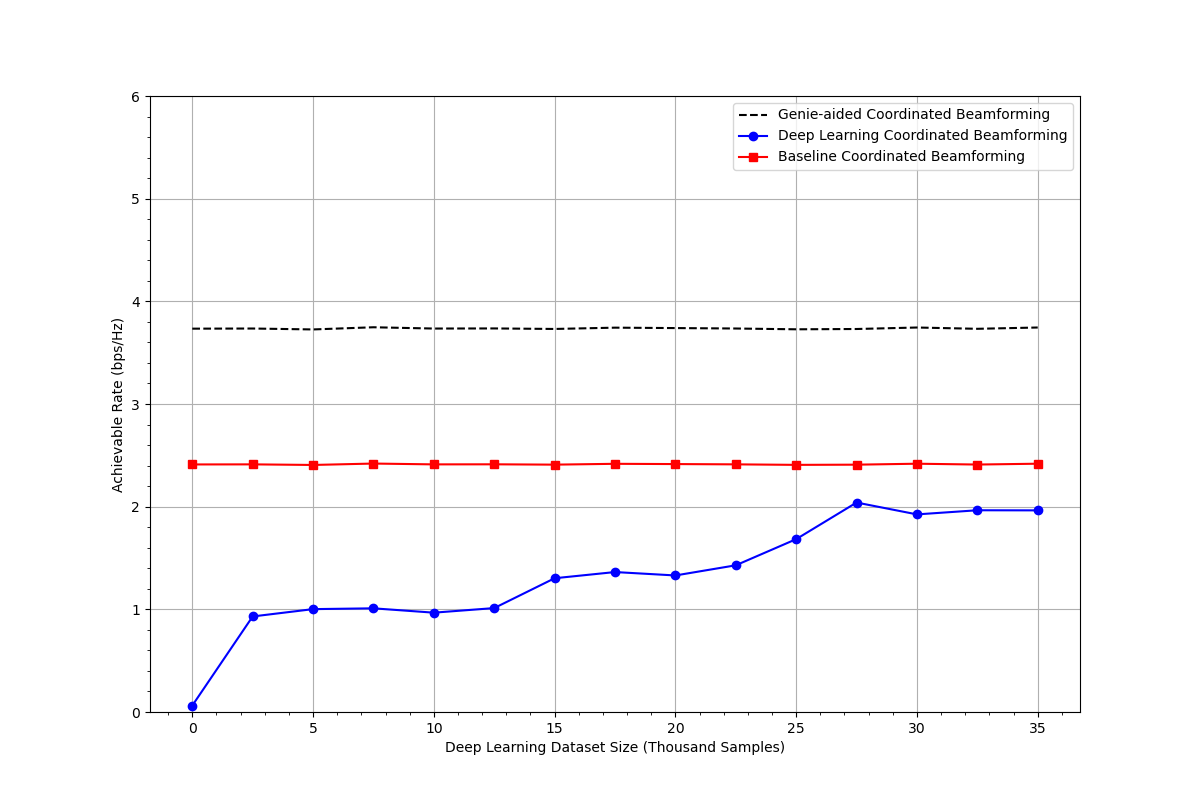 Genie-aided Coordinated Beamforming
Deep Learning Coordinated Beamforming
Baseline Coordinated Beamforming
Achievable Rate (bps/Hz)
6
5
4
3
2
1
0
0 5 10 15 20 25 30 35
Deep Learning Dataset Size (Thousand Samples)